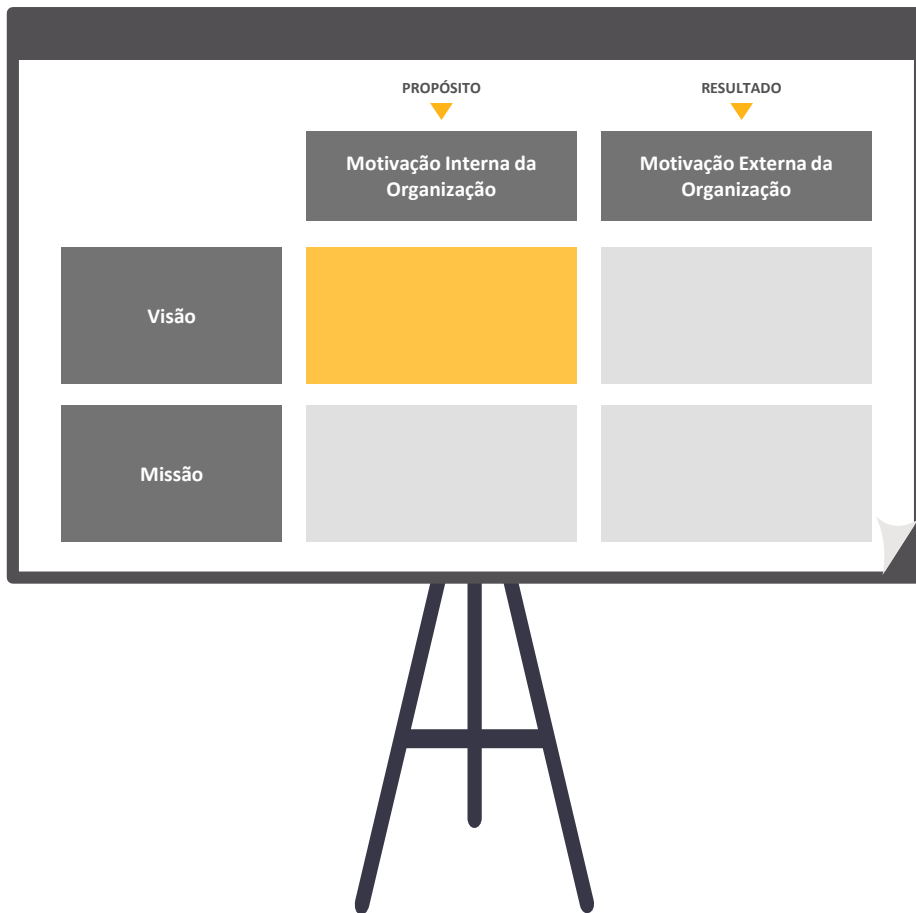 PROPÓSITO
RESULTADO
Motivação Interna da
Organização
Motivação Externa da
Organização
Visão
Missão